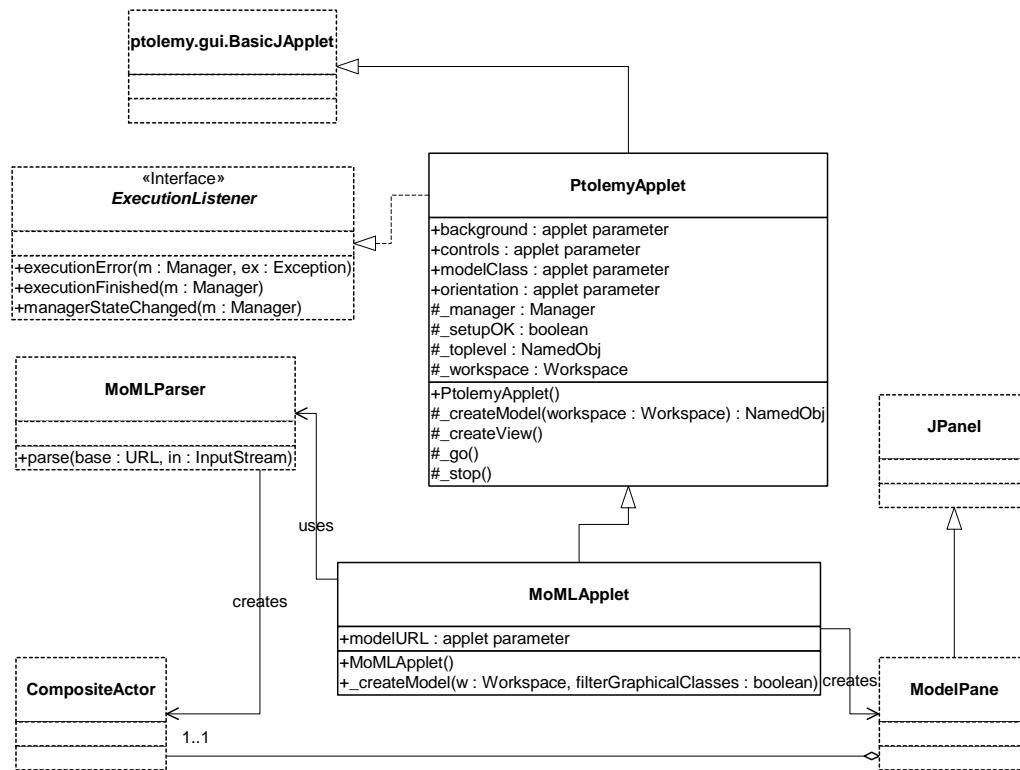 ptolemy.gui.BasicJApplet
«Interface»
ExecutionListener
+executionError(m : Manager, ex : Exception)
+executionFinished(m : Manager)
+managerStateChanged(m : Manager)
PtolemyApplet
+background : applet parameter
+controls : applet parameter
+modelClass : applet parameter
+orientation : applet parameter
#_manager : Manager
#_setupOK : boolean
#_toplevel : NamedObj
#_workspace : Workspace
+PtolemyApplet()
#_createModel(workspace : Workspace) : NamedObj
#_createView()
#_go()
#_stop()
MoMLParser
+parse(base : URL, in : InputStream)
JPanel
uses
creates
MoMLApplet
+modelURL : applet parameter
+MoMLApplet()
+_createModel(w : Workspace, filterGraphicalClasses : boolean)
creates
CompositeActor
1..1
ModelPane